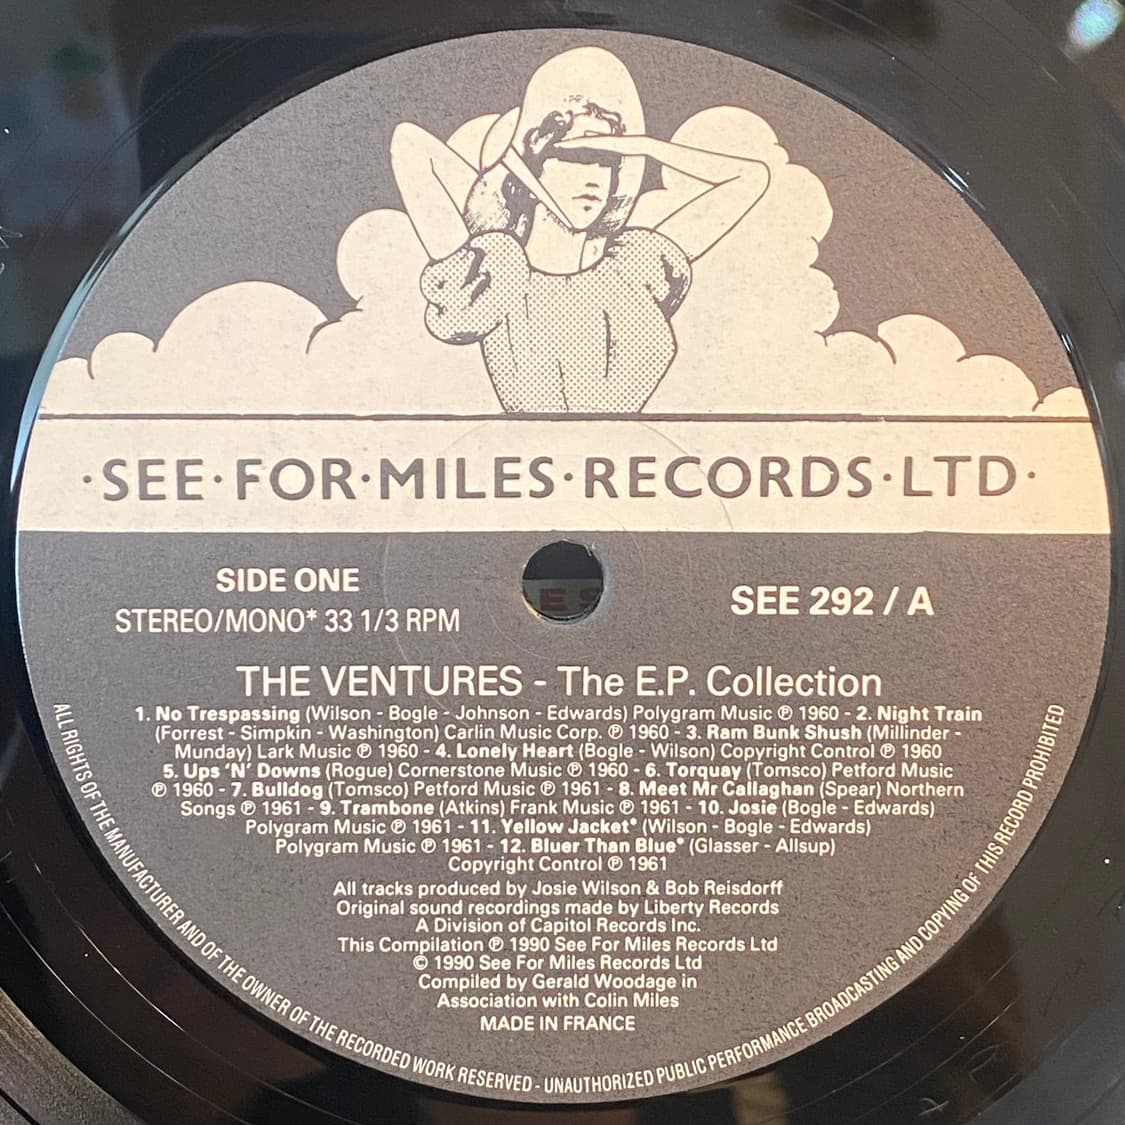 ·SEE·FOR·MILES·RECORDS·LTD·
SIDE ONE
STEREO/MONO* 33 1/3 RPM
SEE 292 / A
THE VENTURES - The E.P. Collection
1. No Trespassing (Wilson - Bogle - Johnson - Edwards) Polygram Music ℗ 1960 - 2. Night Train
(Forrest - Simpkin - Washington) Carlin Music Corp. ℗ 1960 - 3. Ram Bunk Shush (Millinder -
Munday) Lark Music ℗ 1960 - 4. Lonely Heart (Bogle - Wilson) Copyright Control ℗ 1960
5. Ups 'N' Downs (Rogue) Cornerstone Music ℗ 1960 - 6. Torquay (Tomsco) Petford Music
℗ 1960 - 7. Bulldog (Tomsco) Petford Music ℗ 1961 - 8. Meet Mr Callaghan (Spear) Northern
Songs ℗ 1961 - 9. Trambone (Atkins) Frank Music ℗ 1961 - 10. Josie (Bogle - Edwards)
Polygram Music ℗ 1961 - 11. Yellow Jacket* (Wilson - Bogle - Edwards)
Polygram Music ℗ 1961 - 12. Bluer Than Blue* (Glasser - Allsup)
Copyright Control ℗ 1961
All tracks produced by Josie Wilson & Bob Reisdorff
Original sound recordings made by Liberty Records
A Division of Capitol Records Inc.
This Compilation ℗ 1990 See For Miles Records Ltd
© 1990 See For Miles Records Ltd
Compiled by Gerald Woodage in
Association with Colin Miles
MADE IN FRANCE
ALL RIGHTS OF THE MANUFACTURER AND OF THE OWNER OF THE RECORDED WORK RESERVED - UNAUTHORIZED PUBLIC PERFORMANCE BROADCASTING AND COPYING OF THIS RECORD PROHIBITED